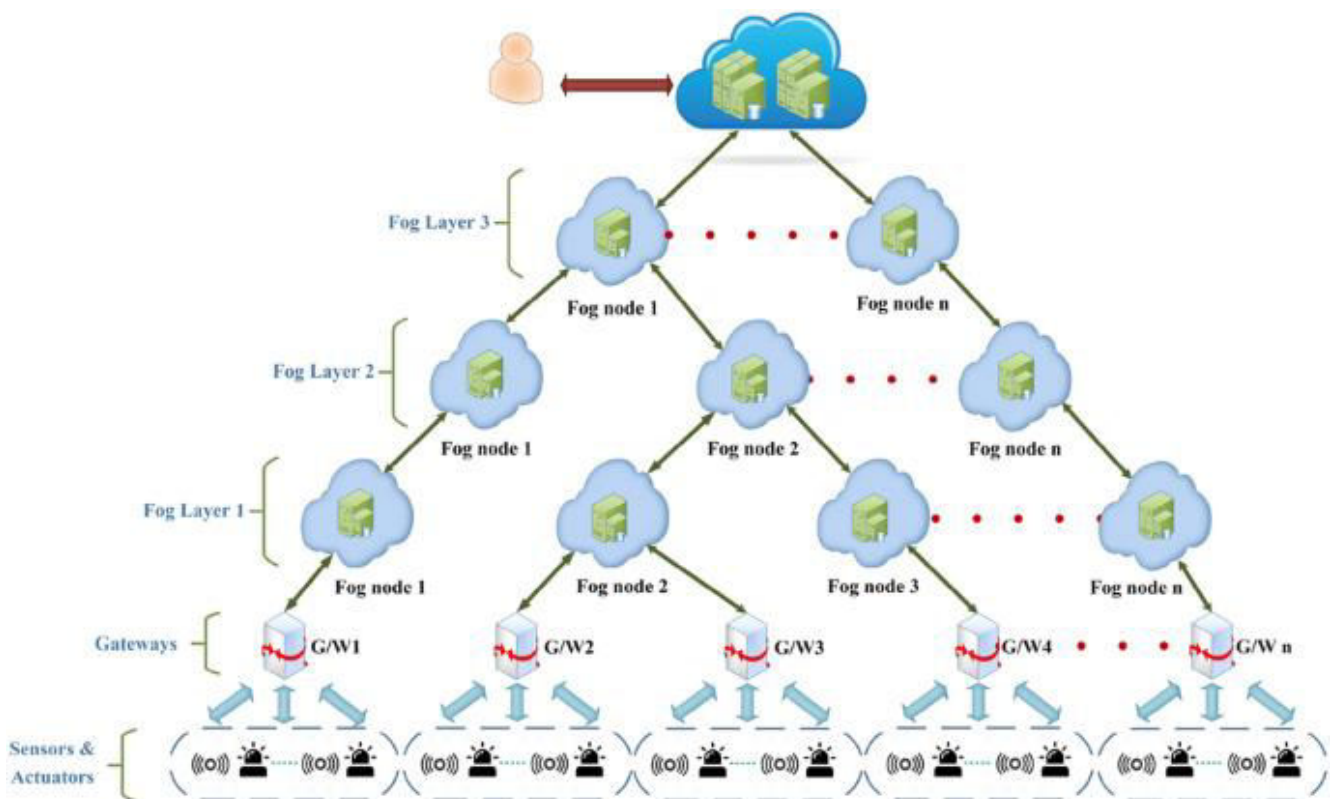 Fog Layer 3
Fog node 1
Fog node n
Fog Layer 2
Fog node 1
Fog node 2
Fog node n
Fog Layer 1
Fog node 1
Fog node 2
Fog node 3
Fog node n
Gateways
G/W1
G/W2
G/W3
G/W4
G/W n
Sensors &
Actuators